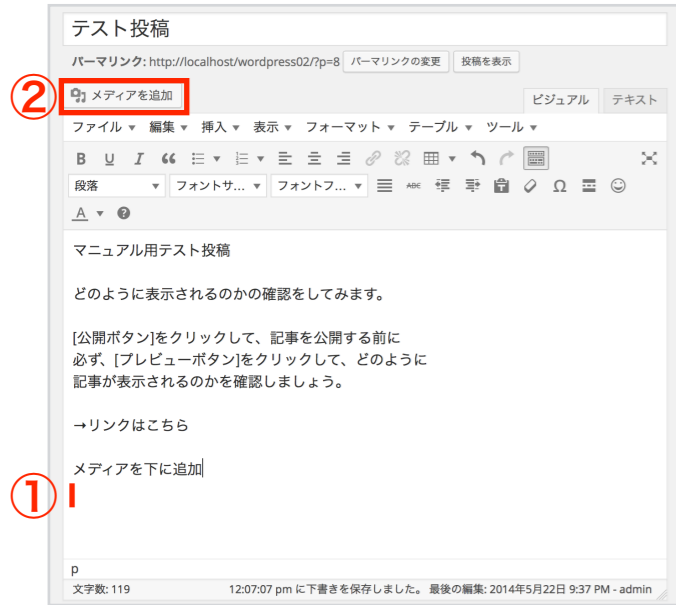 テスト投稿
パーマリンク: http://localhost/wordpress02/?p=8 パーマリンクの変更 投稿を表示
② メディアを追加
ビジュアル テキスト
ファイル 編集 挿入 表示 フォーマット テーブル ツール
B U I
段落 フォントサ... フォントフ... ABC Ω
A ?
マニュアル用テスト投稿
どのように表示されるのかの確認をしてみます。
[公開ボタン]をクリックして、記事を公開する前に
必ず、[プレビューボタン]をクリックして、どのように
記事が表示されるのかを確認しましょう。
→リンクはこちら
メディアを下に追加
①
p
文字数: 119 12:07:07 pm に下書きを保存しました。 最後の編集: 2014年5月22日 9:37 PM - admin